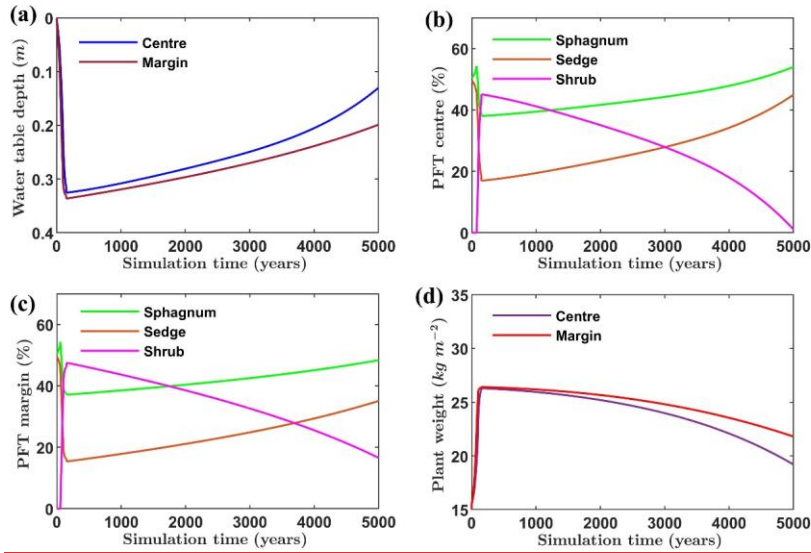 (a)
Water table depth (m)
0
0.1
0.2
0.3
0.4
Centre
Margin
0 1000 2000 3000 4000 5000
Simulation time (years)
(b)
PFT centre (%)
60
40
20
0
Sphagnum
Sedge
Shrub
0 1000 2000 3000 4000 5000
Simulation time (years)
(c)
PFT margin (%)
60
40
20
0
Sphagnum
Sedge
Shrub
0 1000 2000 3000 4000 5000
Simulation time (years)
(d)
Plant weight (kg m⁻²)
35
30
25
20
15
Centre
Margin
0 1000 2000 3000 4000 5000
Simulation time (years)